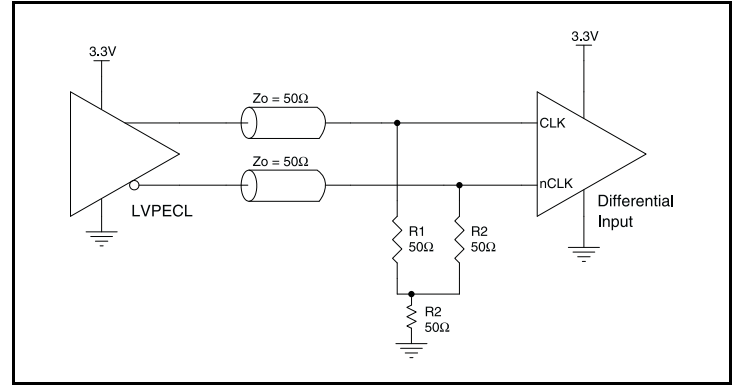 3.3V
3.3V
Zo = 50Ω
CLK
Zo = 50Ω
nCLK
LVPECL
Differential
Input
R1
50Ω
R2
50Ω
R2
50Ω